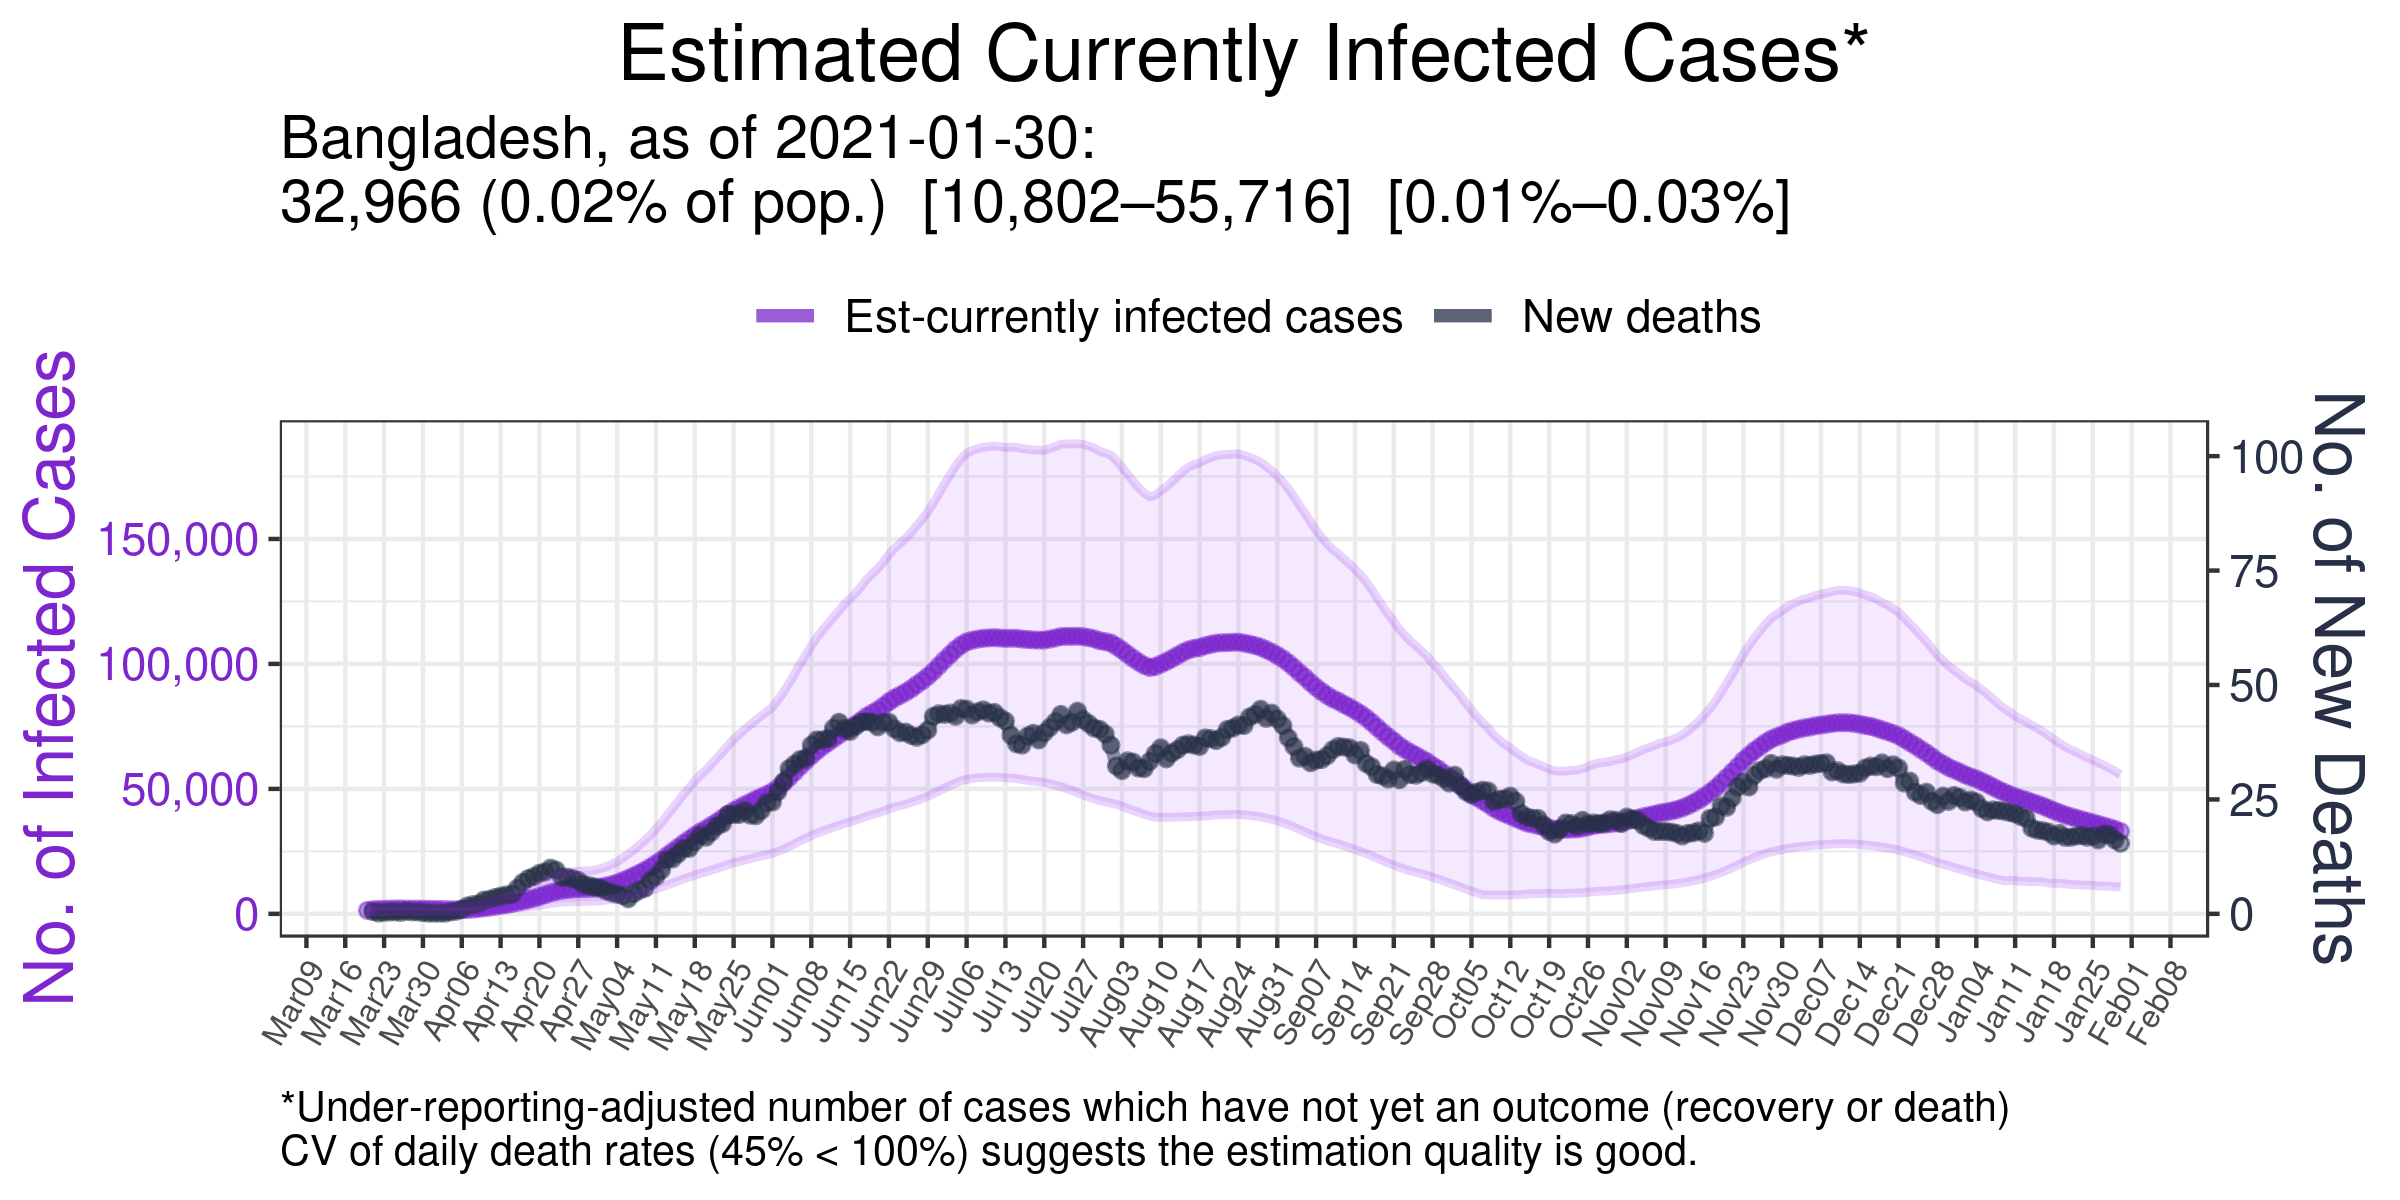 Estimated Currently Infected Cases*
Bangladesh, as of 2021-01-30:
32,966 (0.02% of pop.)  [10,802–55,716]  [0.01%–0.03%]
Est-currently infected cases
New deaths
No. of Infected Cases
150,000
100,000
50,000
0
100
75
50
25
0
No. of New Deaths
Mar09
Mar16
Mar23
Mar30
Apr06
Apr13
Apr20
Apr27
May04
May11
May18
May25
Jun01
Jun08
Jun15
Jun22
Jun29
Jul06
Jul13
Jul20
Jul27
Aug03
Aug10
Aug17
Aug24
Aug31
Sep07
Sep14
Sep21
Sep28
Oct05
Oct12
Oct19
Oct26
Nov02
Nov09
Nov16
Nov23
Nov30
Dec07
Dec14
Dec21
Dec28
Jan04
Jan11
Jan18
Jan25
Feb01
Feb08
*Under-reporting-adjusted number of cases which have not yet an outcome (recovery or death)
CV of daily death rates (45% < 100%) suggests the estimation quality is good.